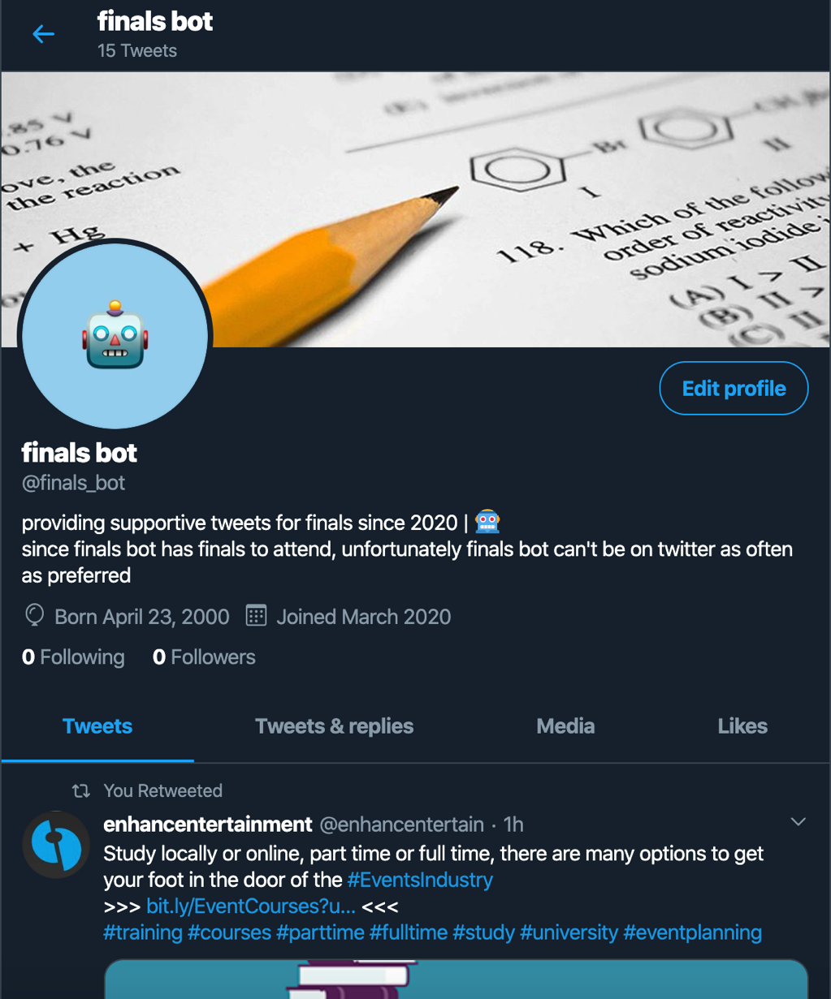 finals bot
15 Tweets
.85 V
0.76 V
ove, the
the reaction
+ Hg
Br
I
II
118. Which of the
order of reactivity
sodium iodide
(A) I > II
(B) II >
(C) II
Edit profile
finals bot
@finals_bot
providing supportive tweets for finals since 2020 | 🤖
since finals bot has finals to attend, unfortunately finals bot can't be on twitter as often
as preferred
Born April 23, 2000 Joined March 2020
0 Following 0 Followers
Tweets Tweets & replies Media Likes
You Retweeted
enhancentertainment @enhancentertain · 1h
Study locally or online, part time or full time, there are many options to get
your foot in the door of the #EventsIndustry
>>> bit.ly/EventCourses?u... <<<
#training #courses #parttime #fulltime #study #university #eventplanning